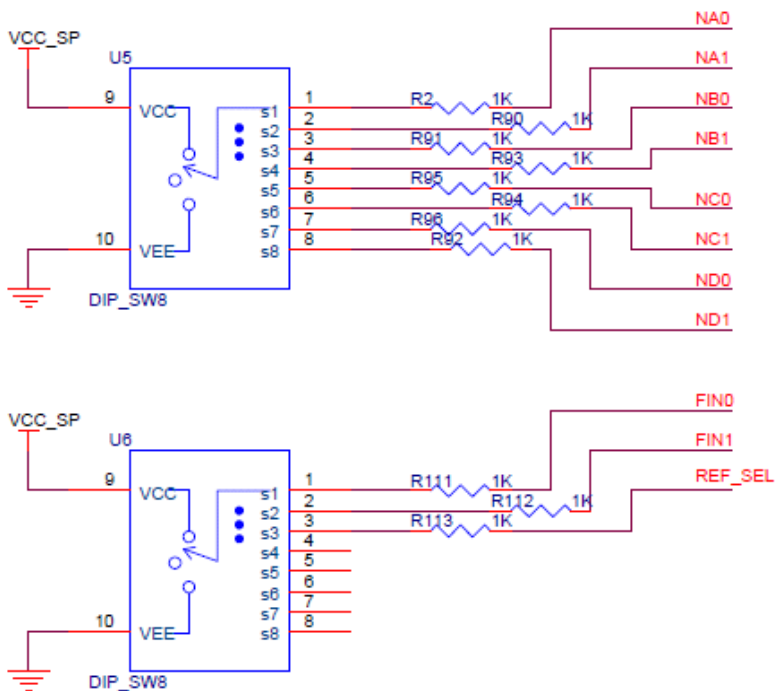 NA0
VCC_SP
NA1
U5
9 VCC s1 1 R2 1K NB0
s2 2 R90 1K
s3 3 R91 1K NB1
s4 4 R93 1K
s5 5 R95 1K NC0
s6 6 R94 1K
s7 7 R96 1K NC1
10 VEE s8 8 R92 1K
ND0
DIP_SW8
ND1
FIN0
VCC_SP
FIN1
U6
REF_SEL
9 VCC s1 1 R111 1K
s2 2 R112 1K
s3 3 R113 1K
s4 4
s5 5
s6 6
s7 7
10 VEE s8 8
DIP_SW8